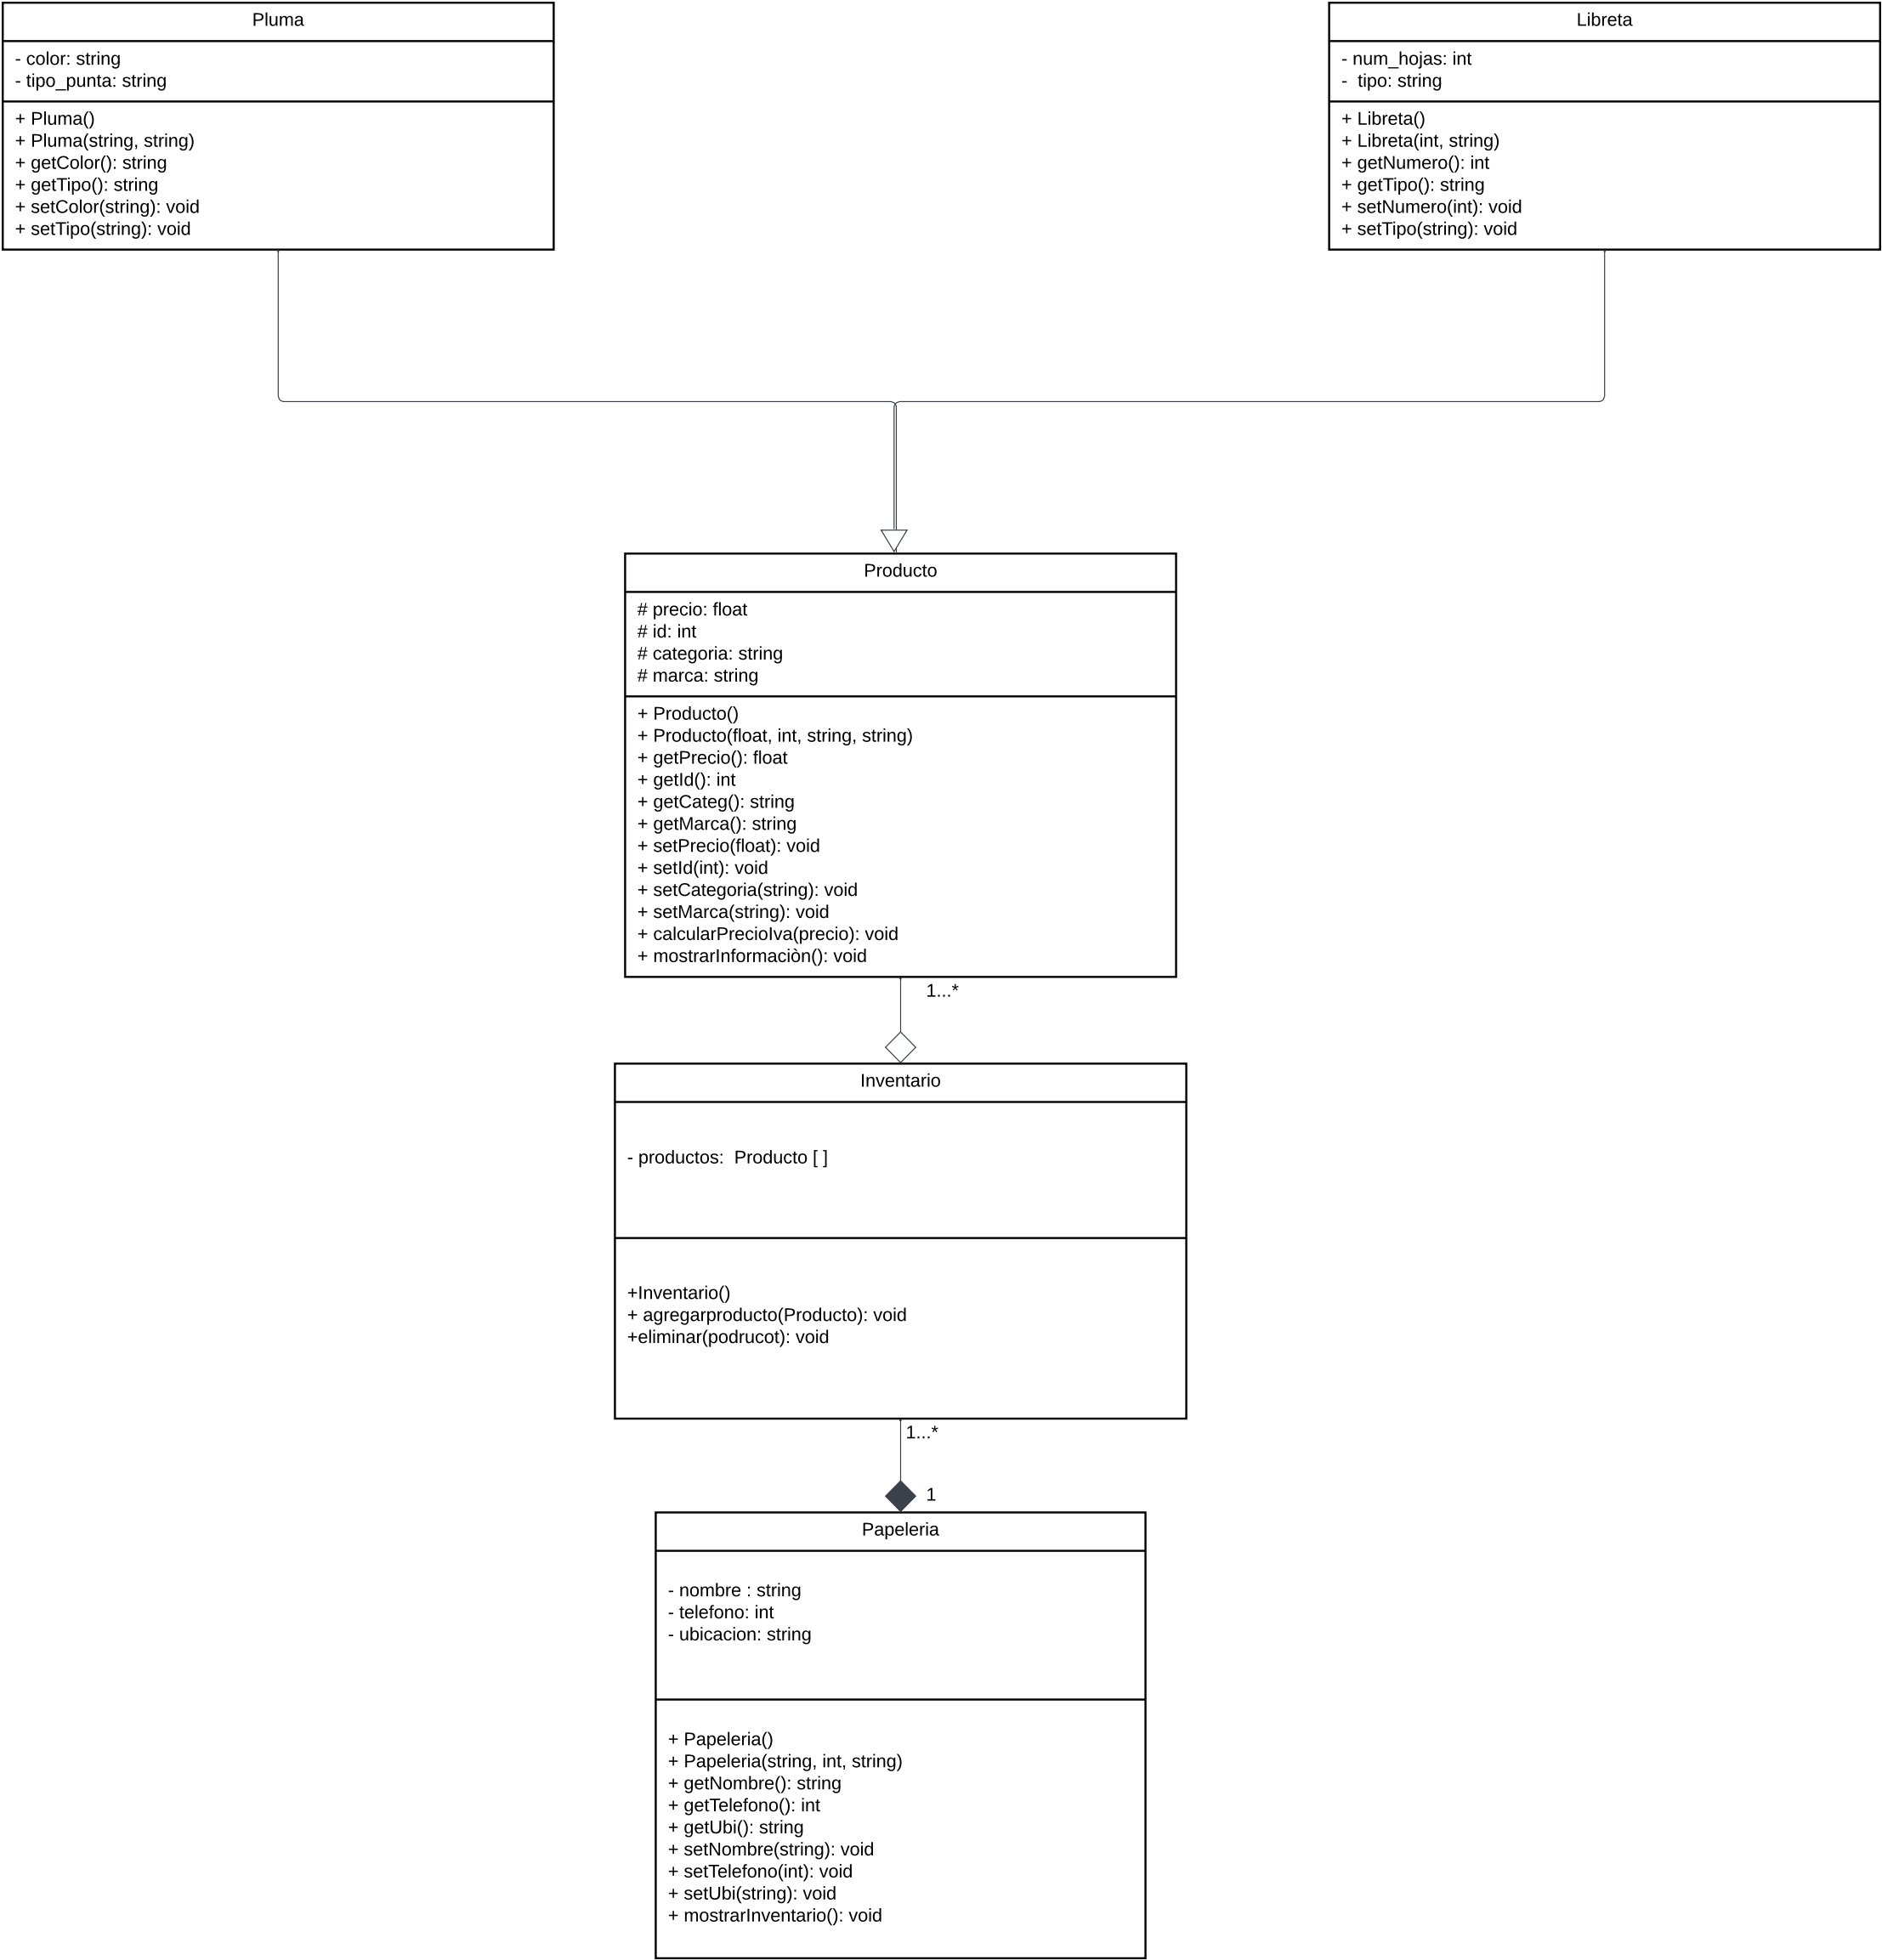 Pluma
- color: string
- tipo_punta: string
+ Pluma()
+ Pluma(string, string)
+ getColor(): string
+ getTipo(): string
+ setColor(string): void
+ setTipo(string): void
Libreta
- num_hojas: int
-  tipo: string
+ Libreta()
+ Libreta(int, string)
+ getNumero(): int
+ getTipo(): string
+ setNumero(int): void
+ setTipo(string): void
Producto
# precio: float
# id: int
# categoria: string
# marca: string
+ Producto()
+ Producto(float, int, string, string)
+ getPrecio(): float
+ getId(): int
+ getCateg(): string
+ getMarca(): string
+ setPrecio(float): void
+ setId(int): void
+ setCategoria(string): void
+ setMarca(string): void
+ calcularPrecioIva(precio): void
+ mostrarInformaciòn(): void
1...*
Inventario
- productos:  Producto [ ]
+Inventario()
+ agregarproducto(Producto): void
+eliminar(podrucot): void
1...*
1
Papeleria
- nombre : string
- telefono: int
- ubicacion: string
+ Papeleria()
+ Papeleria(string, int, string)
+ getNombre(): string
+ getTelefono(): int
+ getUbi(): string
+ setNombre(string): void
+ setTelefono(int): void
+ setUbi(string): void
+ mostrarInventario(): void